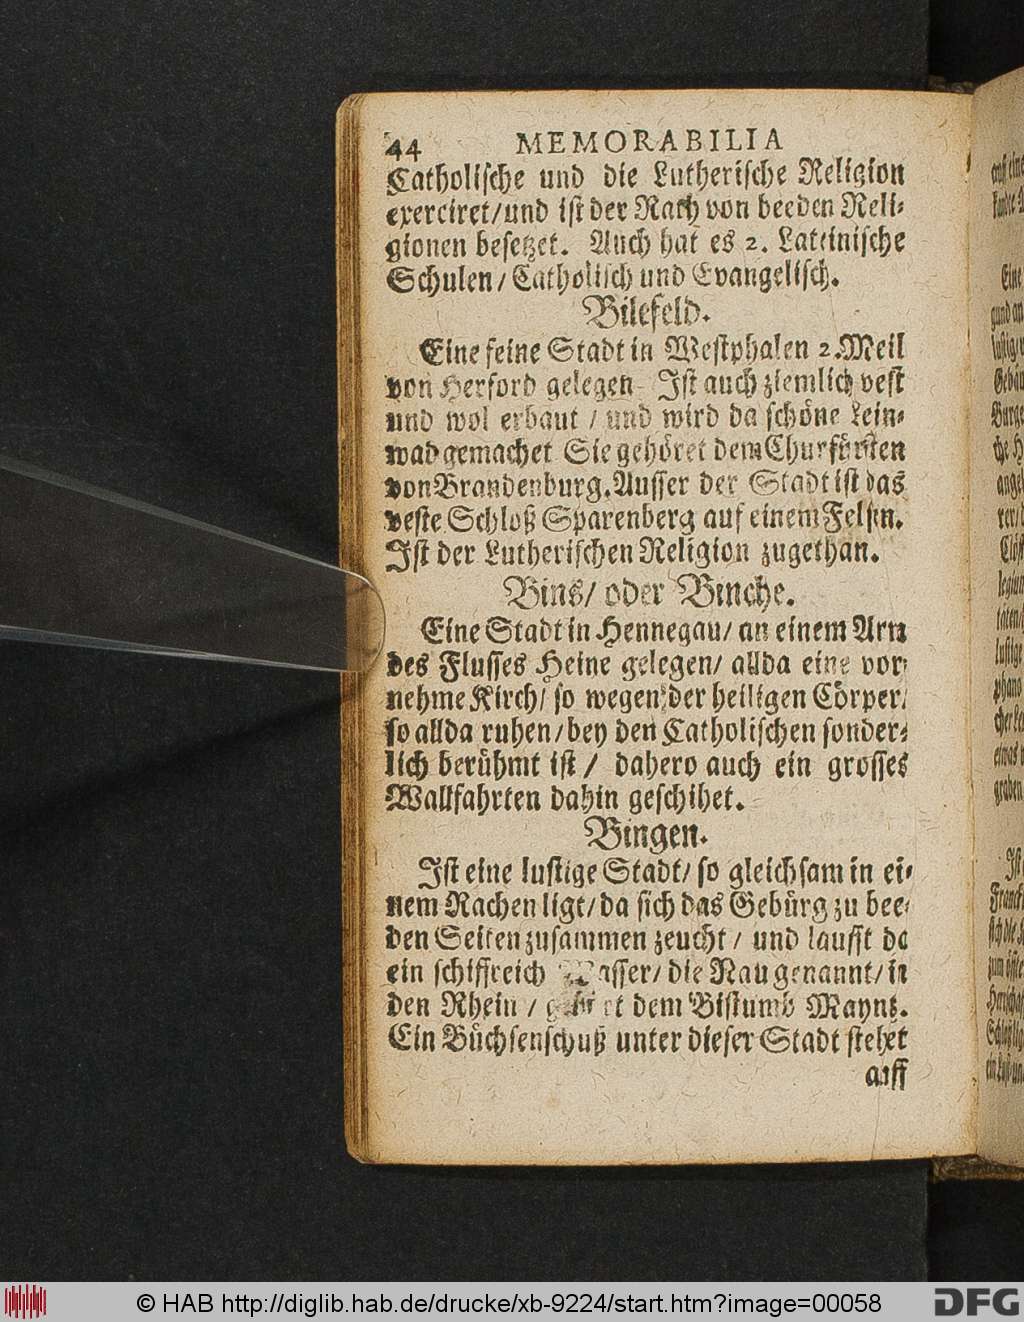 44 MEMORABILIA
Catholische und die Lutherische Religion
exerciret/und ist der Rath von beeden Reli-
gionen besetzet. Auch hat es 2. Lateinische
Schulen/Catholisch und Evangelisch.
Bilefeld.
Eine feine Stadt in Westphalen 2.Meil
von Herford gelegen Ist auch ziemlich vest
und wol erbaut / und wird da schöne Lein-
wad gemachet Sie gehöret dem Churfürsten
von Brandenburg. Ausser der Stadt ist das
veste Schloß Sparenberg auf einem Felsen.
Ist der Lutherischen Religion zugethan.
Bins/ oder Binche.
Eine Stadt in Hennegau/ an einem Arm
des Flusses Heine gelegen/ allda eine vor-
nehme Kirch/ so wegen der heiligen Cörper/
so allda ruhen/bey den Catholischen sonder-
lich berühmt ist / dahero auch ein grosses
Wallfahrten dahin geschihet.
Bingen.
Ist eine lustige Stadt/ so gleichsam in ei-
nem Rachen ligt/da sich das Gebürg zu bee-
den Seiten zusammen zeucht / und laufft da
ein schiffreich Wasser/ die Nau genannt/ in
den Rhein / gehöret dem Bistumb Maynz.
Ein Büchsenschuß unter dieser Stadt stehet
auff
© HAB http://diglib.hab.de/drucke/xb-9224/start.htm?image=00058
DFG